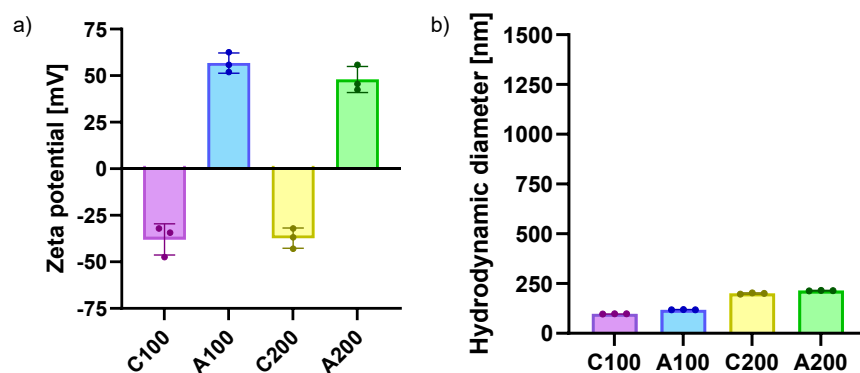 a)
Zeta potential [mV]
75
50
25
0
-25
-50
-75
C100
A100
C200
A200
b)
Hydrodynamic diameter [nm]
1500
1250
1000
750
500
250
0
C100
A100
C200
A200